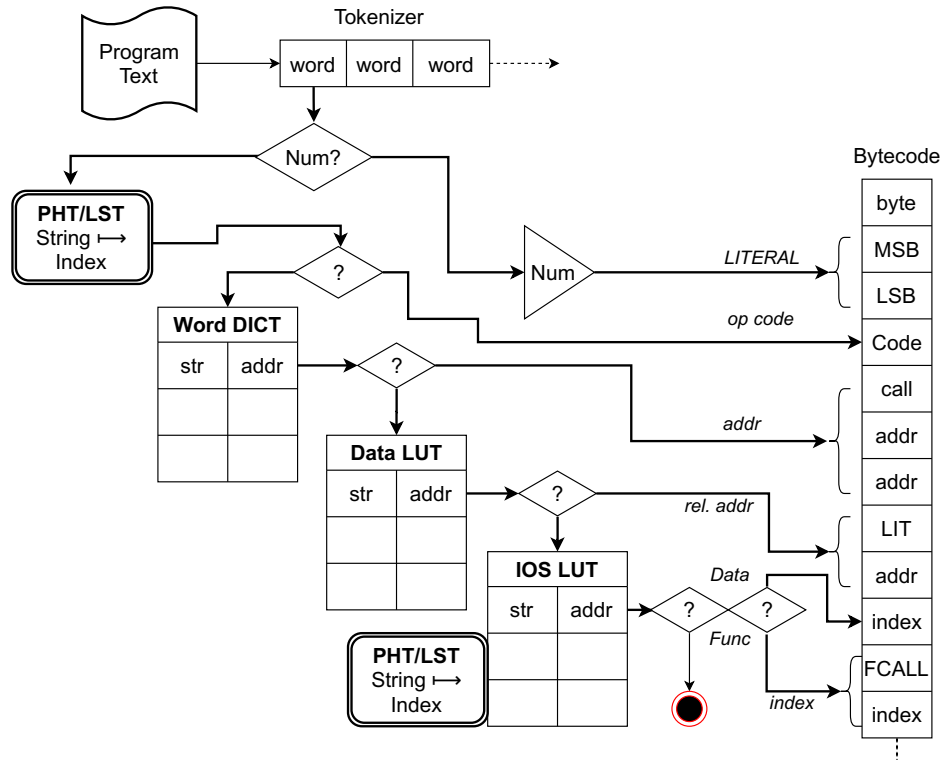 Tokenizer
Program
Text
word word word
Num?
Bytecode
byte
PHT/LST
String ⟼
Index
MSB
LSB
?
Num
LITERAL
op code
Code
Word DICT
str addr
?
call
addr
addr
addr
Data LUT
str addr
?
rel. addr
LIT
addr
IOS LUT
str addr
Data
? ?
Func
index
PHT/LST
String ⟼
Index
FCALL
index
index